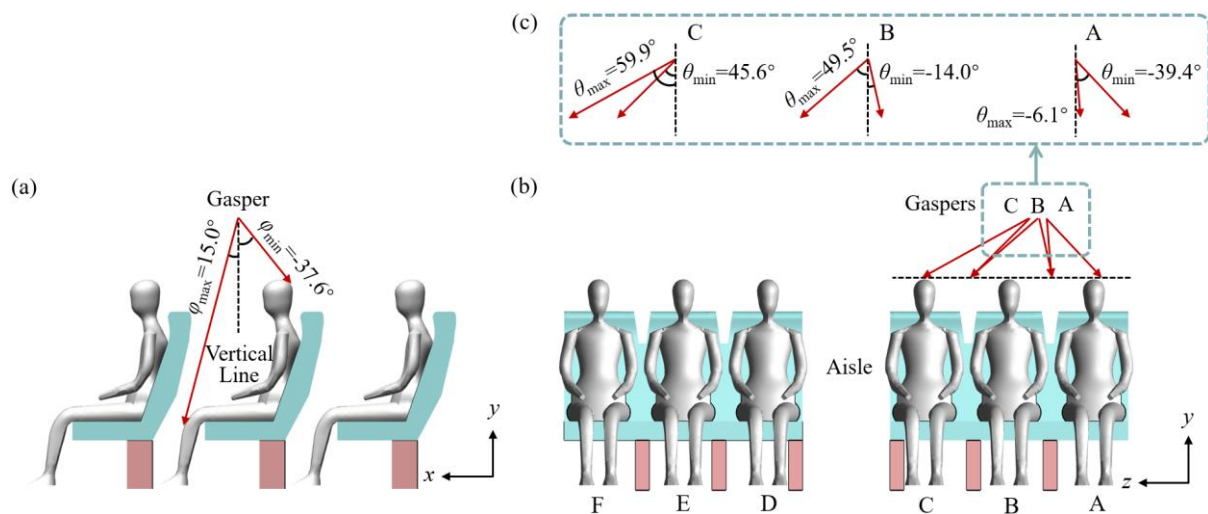 (c)
C
B
A
θmax=59.9°
θmin=45.6°
θmax=49.5°
θmin=-14.0°
θmin=-39.4°
θmax=-6.1°
(a)
Gasper
φmax=15.0°
φmin=-37.6°
Vertical
Line
y
x
(b)
Gaspers
C B A
Aisle
y
z
F E D C B A